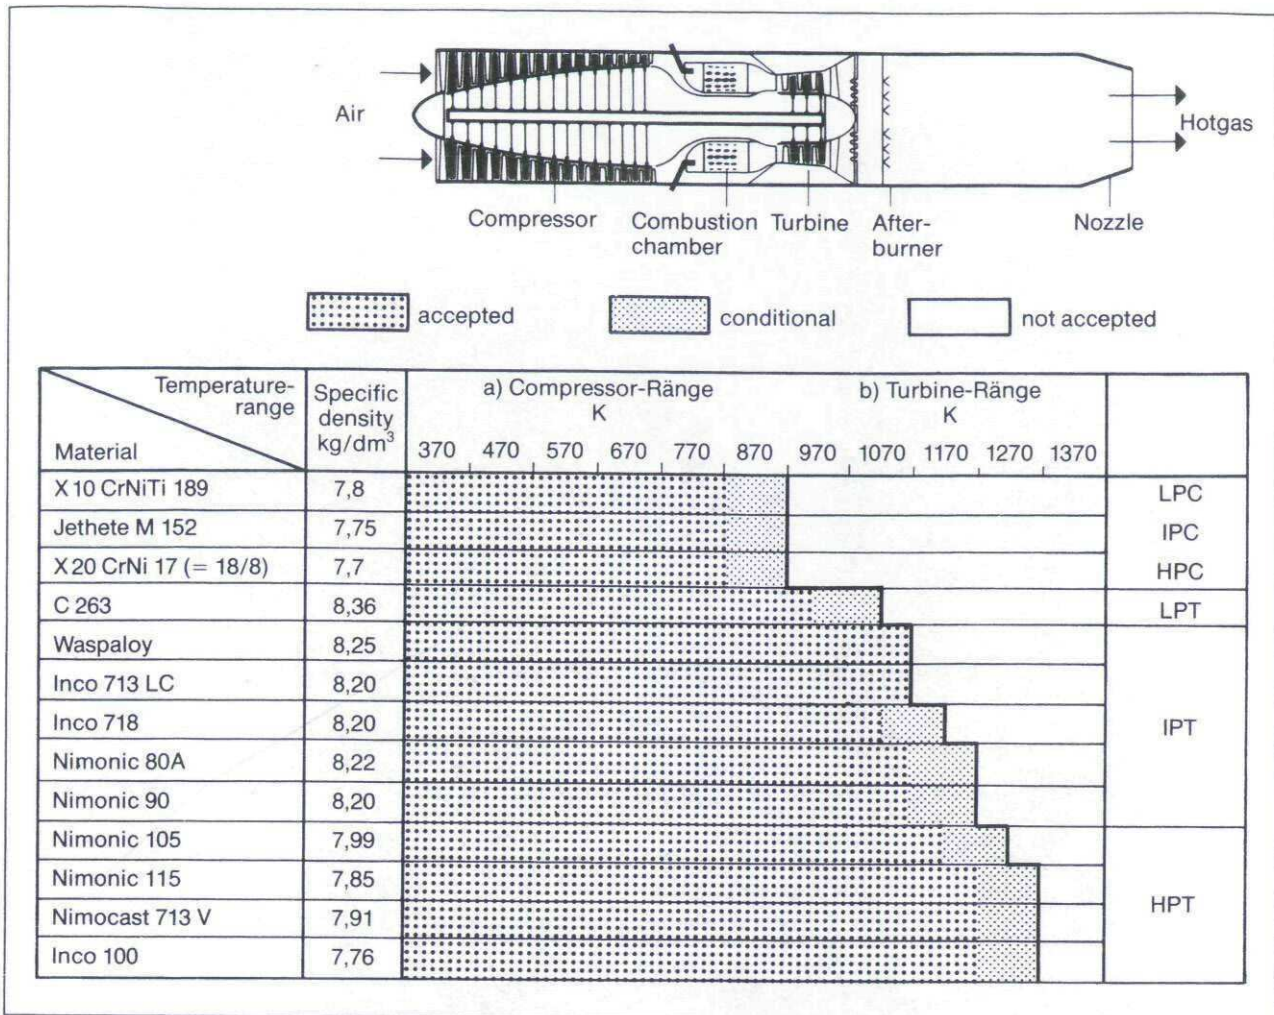 Air
Hotgas
Compressor
Combustion
chamber
Turbine
After-
burner
Nozzle
accepted
conditional
not accepted
Temperature-
range
Material
Specific
density
kg/dm³
a) Compressor-Ränge
K
b) Turbine-Ränge
K
370 470 570 670 770 870 970 1070 1170 1270 1370
X 10 CrNiTi 189 7,8 LPC
Jethete M 152 7,75 IPC
X 20 CrNi 17 (= 18/8) 7,7 HPC
C 263 8,36 LPT
Waspaloy 8,25
Inco 713 LC 8,20
Inco 718 8,20 IPT
Nimonic 80A 8,22
Nimonic 90 8,20
Nimonic 105 7,99
Nimonic 115 7,85
Nimocast 713 V 7,91 HPT
Inco 100 7,76